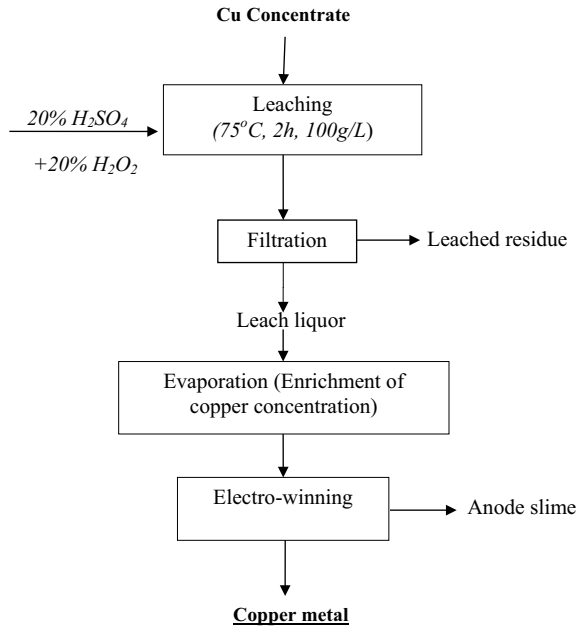 Cu Concentrate
Leaching
(75°C, 2h, 100g/L)
20% H₂SO₄
+20% H₂O₂
Filtration
Leached residue
Leach liquor
Evaporation (Enrichment of
copper concentration)
Electro-winning
Anode slime
Copper metal